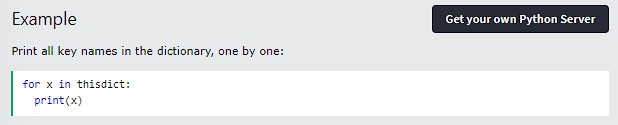 Example
Get your own Python Server
Print all key names in the dictionary, one by one:
for x in thisdict:
  print(x)